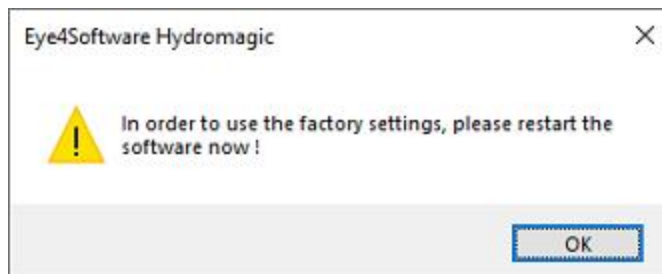 Eye4Software Hydromagic
In order to use the factory settings, please restart the
software now !
OK